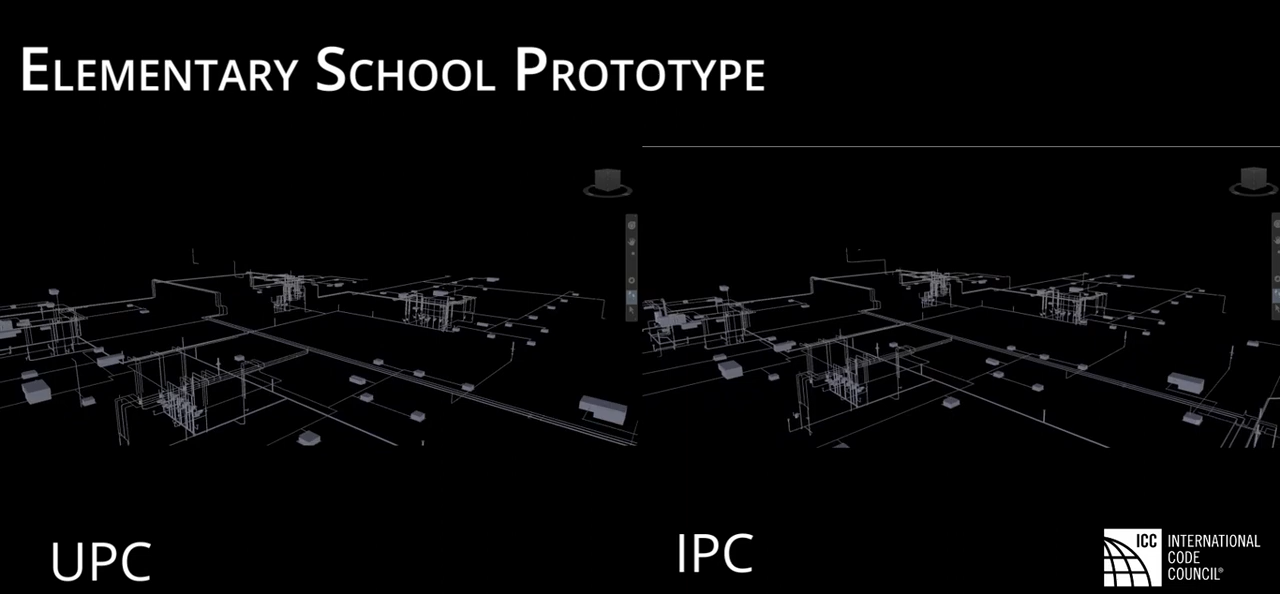 Elementary School Prototype
UPC
IPC
ICC
INTERNATIONAL
CODE
COUNCIL®